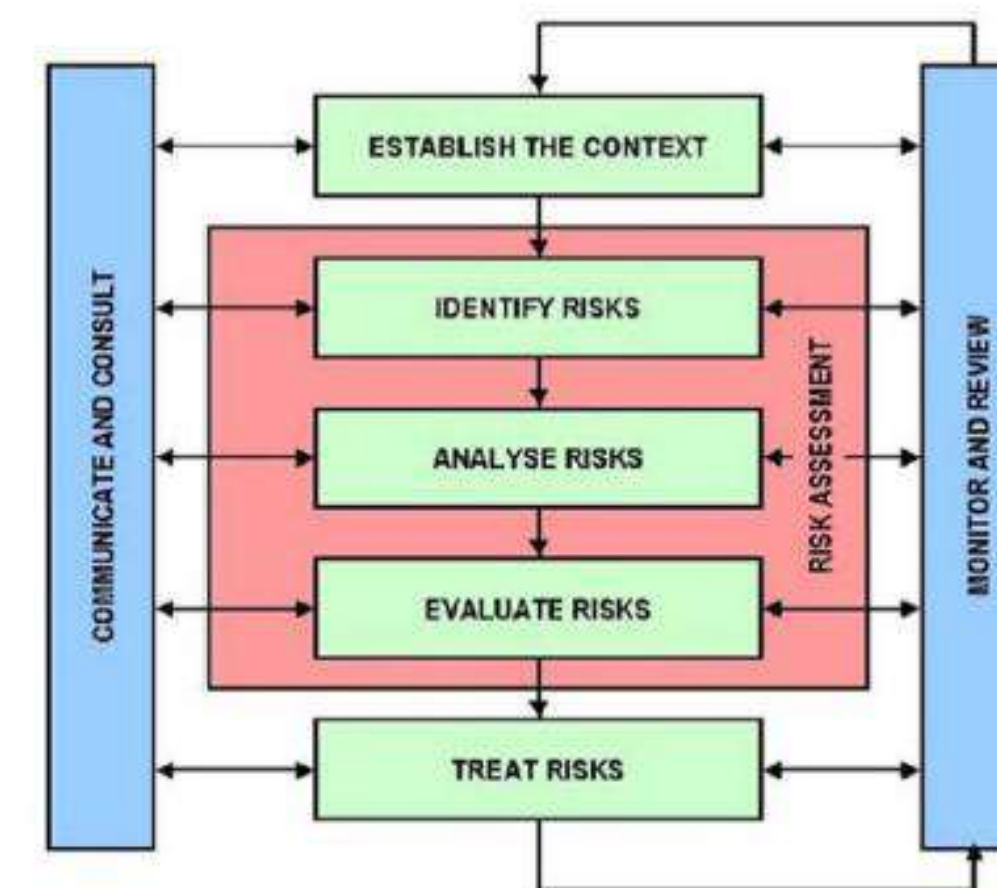 ESTABLISH THE CONTEXT
COMMUNICATE AND CONSULT
IDENTIFY RISKS
ANALYSE RISKS
EVALUATE RISKS
RISK ASSESSMENT
MONITOR AND REVIEW
TREAT RISKS